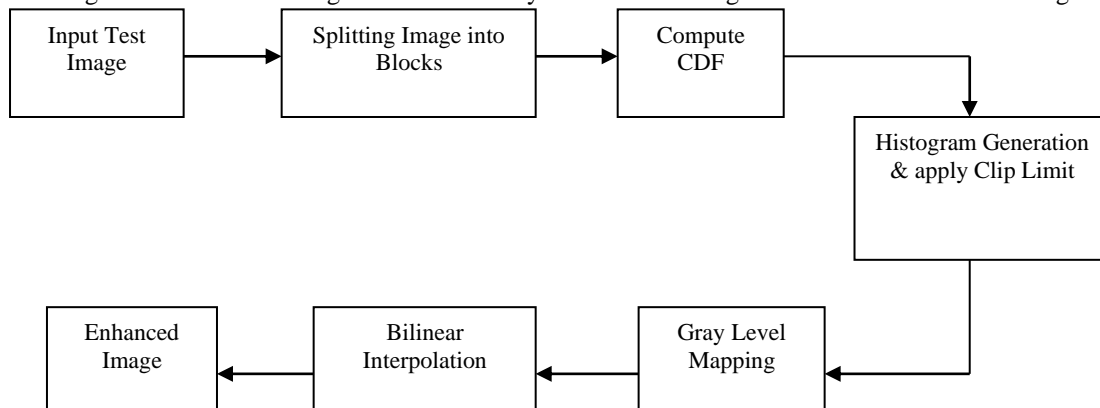 Input Test
Image
Splitting Image into
Blocks
Compute
CDF
Histogram Generation
& apply Clip Limit
Gray Level
Mapping
Bilinear
Interpolation
Enhanced
Image